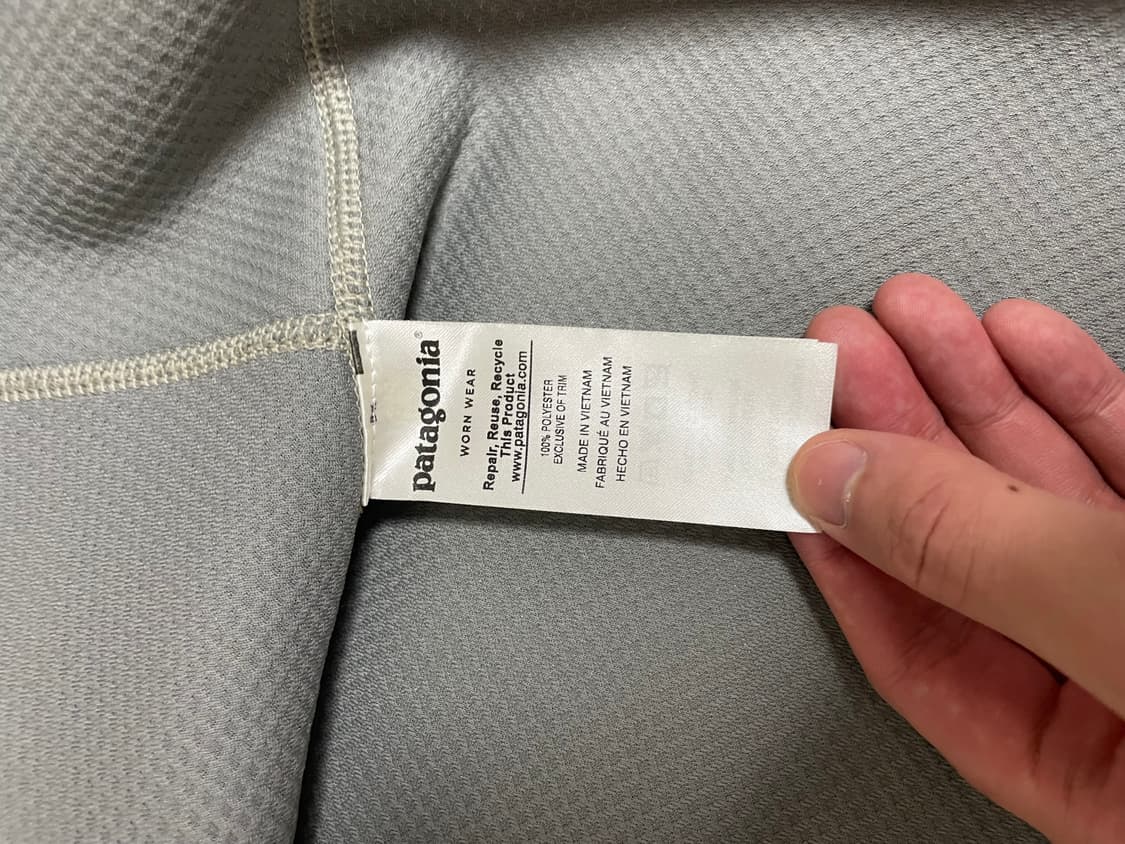 patagonia®
WORN WEAR
Repair, Reuse, Recycle
This Product
www.patagonia.com
100% POLYESTER
EXCLUSIVE OF TRIM
MADE IN VIETNAM
FABRIQUÉ AU VIETNAM
HECHO EN VIETNAM